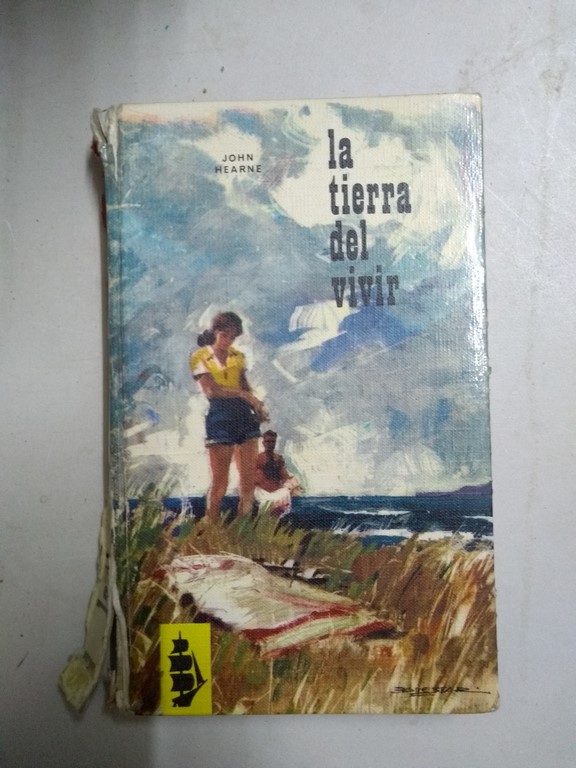 JOHN
HEARNE
la
tierra
del
vivir